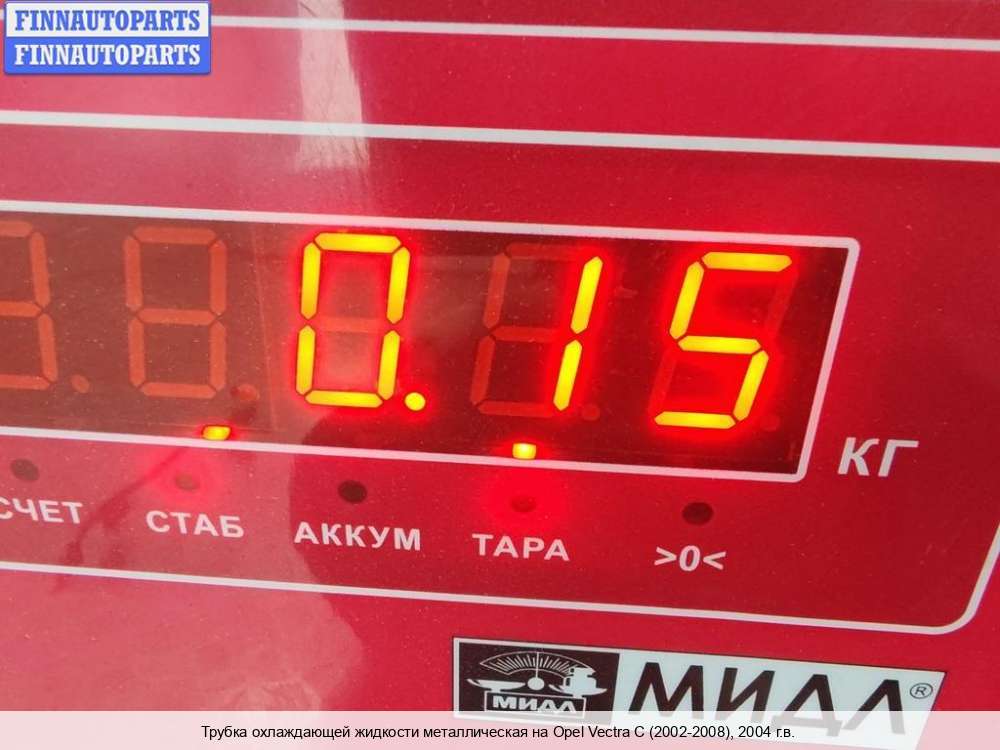 FINNAUTOPARTS
FINNAUTOPARTS
0.15
КГ
СЧЕТ СТАБ АККУМ ТАРА >0<
МИДЛ МИДЛ®
Трубка охлаждающей жидкости металлическая на Opel Vectra C (2002-2008), 2004 г.в.